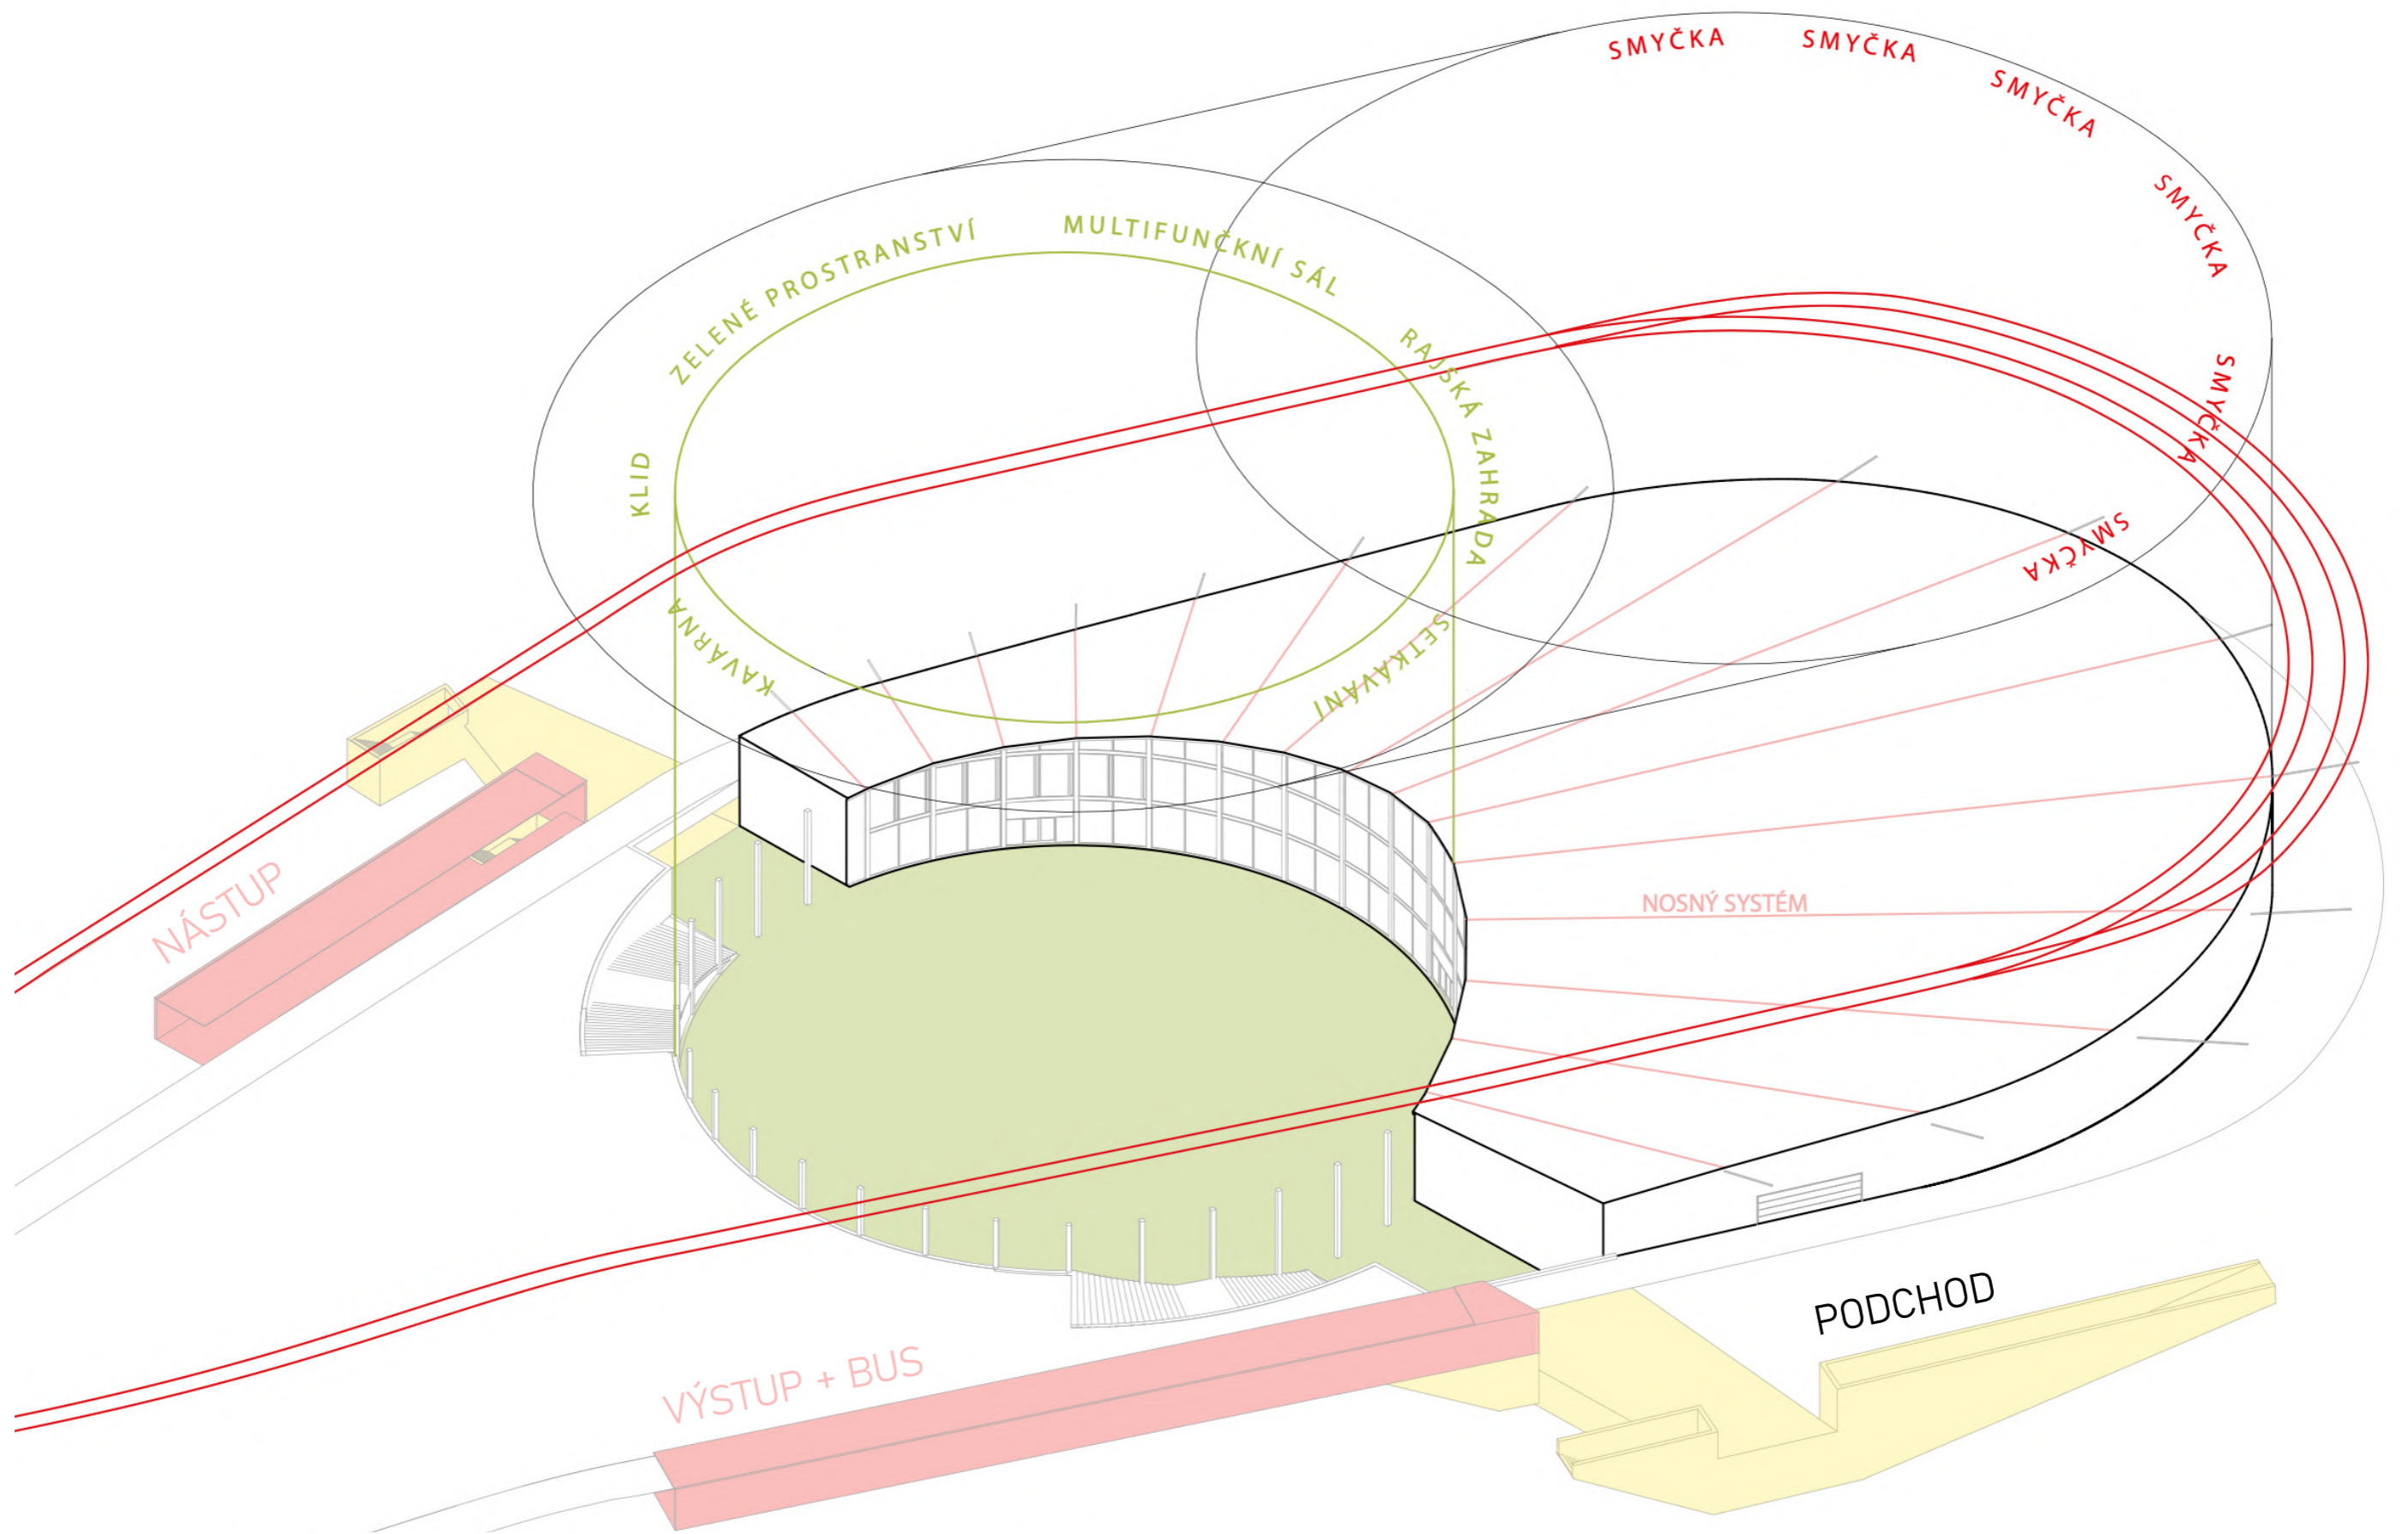 SMYČKA
SMYČKA
SMYČKA
SMYČKA
SMYČKA
SMYČKA
KLID
ZELENÉ PROSTRANSTVÍ
MULTIFUNČKNÍ SÁL
RAJSKÁ ZAHRADA
SETKÁVÁNÍ
KAVÁRNA
NÁSTUP
NOSNÝ SYSTÉM
PODCHOD
VÝSTUP + BUS